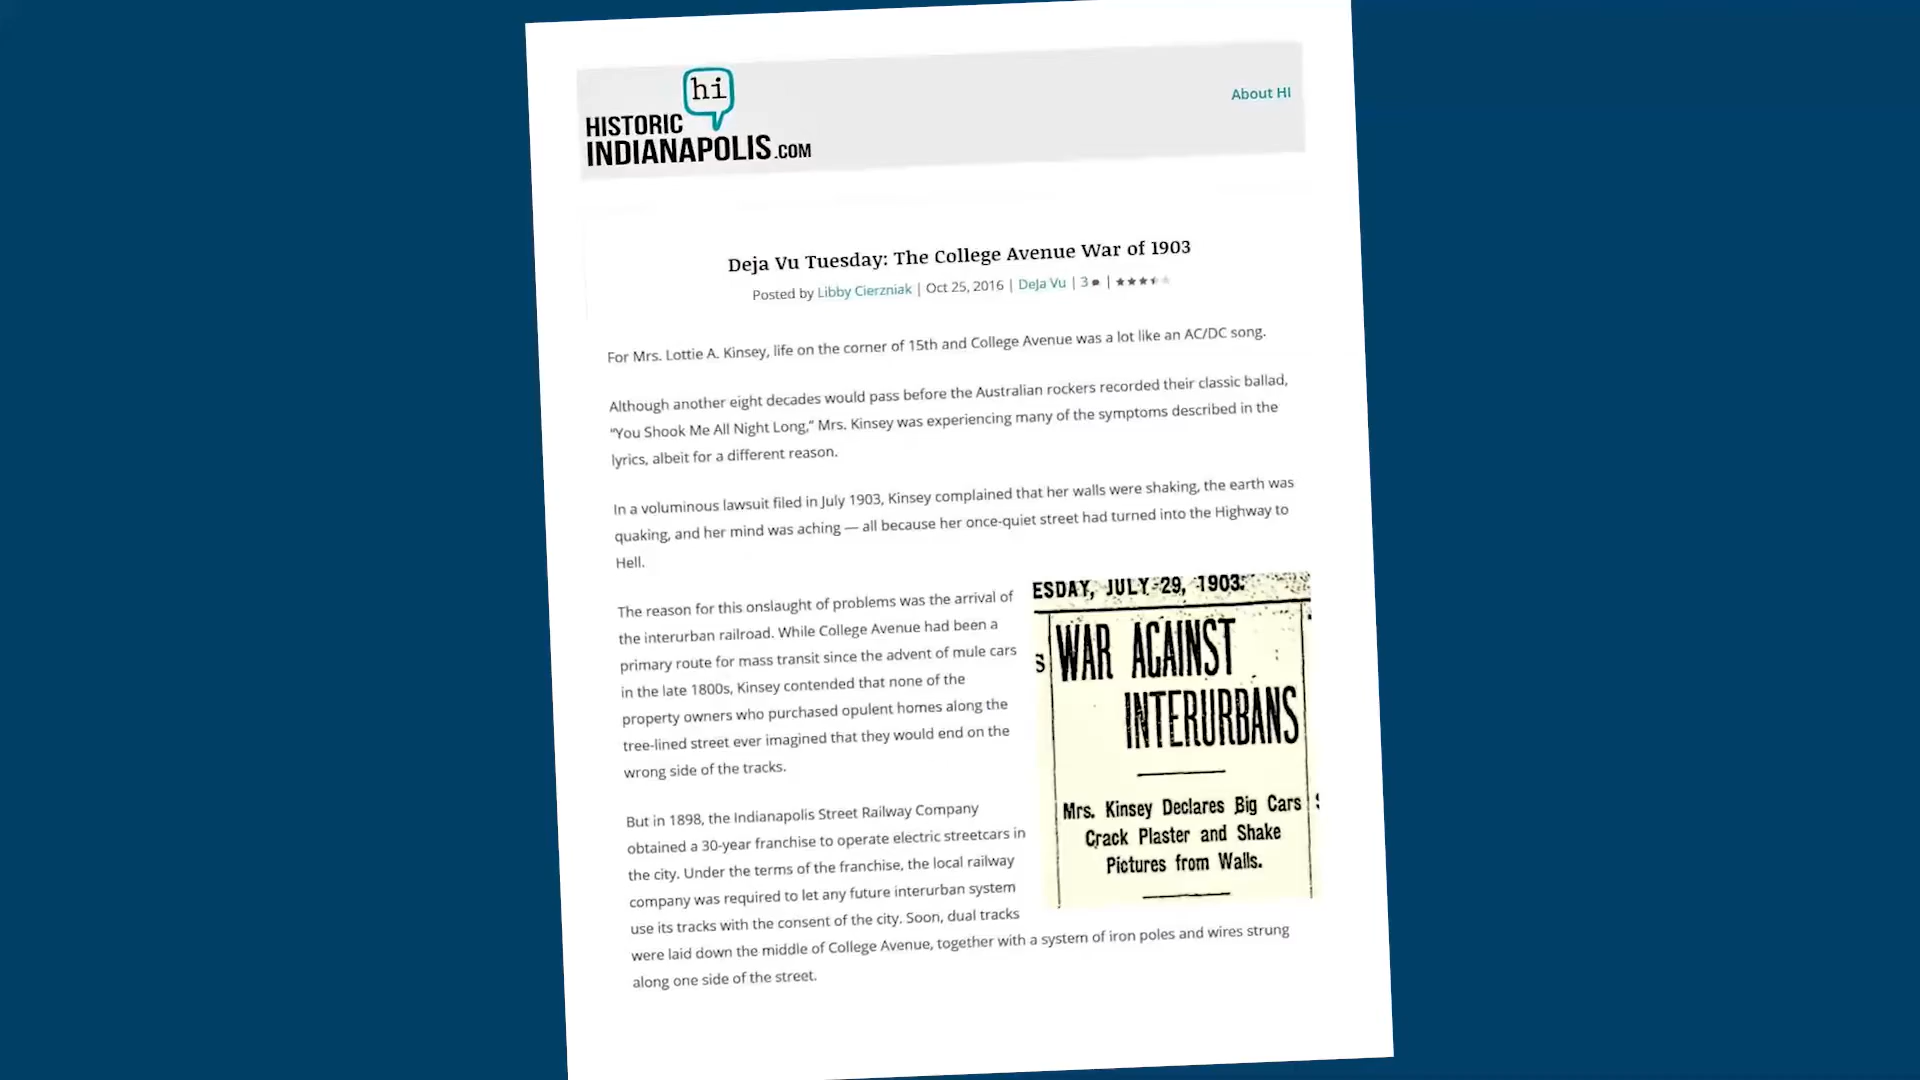 hi
HISTORIC
INDIANAPOLIS.COM
About HI
Deja Vu Tuesday: The College Avenue War of 1903
Posted by Libby Cierzniak | Oct 25, 2016 | DeJa Vu | 3 |
For Mrs. Lottie A. Kinsey, life on the corner of 15th and College Avenue was a lot like an AC/DC song.
Although another eight decades would pass before the Australian rockers recorded their classic ballad,
“You Shook Me All Night Long,” Mrs. Kinsey was experiencing many of the symptoms described in the
lyrics, albeit for a different reason.
In a voluminous lawsuit filed in July 1903, Kinsey complained that her walls were shaking, the earth was
quaking, and her mind was aching — all because her once-quiet street had turned into the Highway to
Hell.
The reason for this onslaught of problems was the arrival of
the interurban railroad. While College Avenue had been a
primary route for mass transit since the advent of mule cars
in the late 1800s, Kinsey contended that none of the
property owners who purchased opulent homes along the
tree-lined street ever imagined that they would end on the
wrong side of the tracks.
ESDAY, JULY 29, 1903.
S
WAR AGAINST
INTERURBANS
Mrs. Kinsey Declares Big Cars
Crack Plaster and Shake
Pictures from Walls.
But in 1898, the Indianapolis Street Railway Company
obtained a 30-year franchise to operate electric streetcars in
the city. Under the terms of the franchise, the local railway
company was required to let any future interurban system
use its tracks with the consent of the city. Soon, dual tracks
were laid down the middle of College Avenue, together with a system of iron poles and wires strung
along one side of the street.